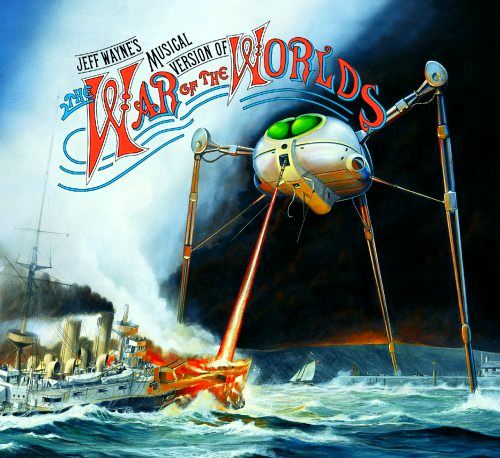 JEFF WAYNE'S
MUSICAL
VERSION OF
THE WAR OF THE WORLDS